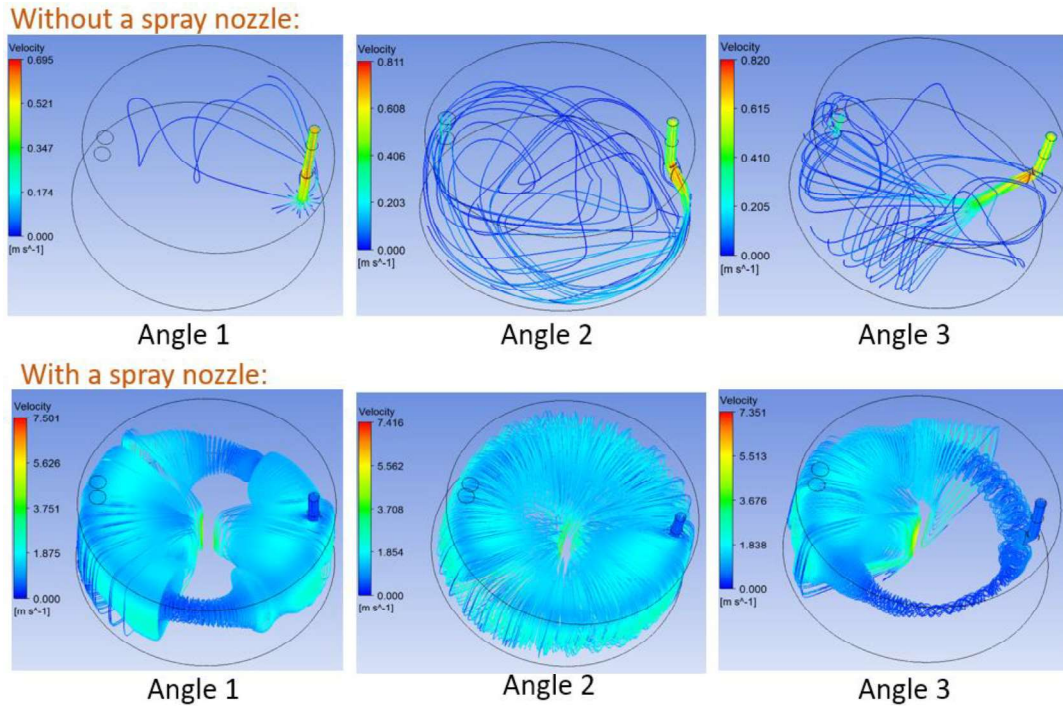 Without a spray nozzle:
Velocity
0.695
0.521
0.347
0.174
0.000
[m s^-1]
Angle 1
Velocity
0.811
0.608
0.406
0.203
0.000
[m s^-1]
Angle 2
Velocity
0.820
0.615
0.410
0.205
0.000
[m s^-1]
Angle 3
With a spray nozzle:
Velocity
7.501
5.626
3.751
1.875
0.000
[m s^-1]
Angle 1
Velocity
7.416
5.562
3.708
1.854
0.000
[m s^-1]
Angle 2
Velocity
7.351
5.513
3.676
1.838
0.000
[m s^-1]
Angle 3